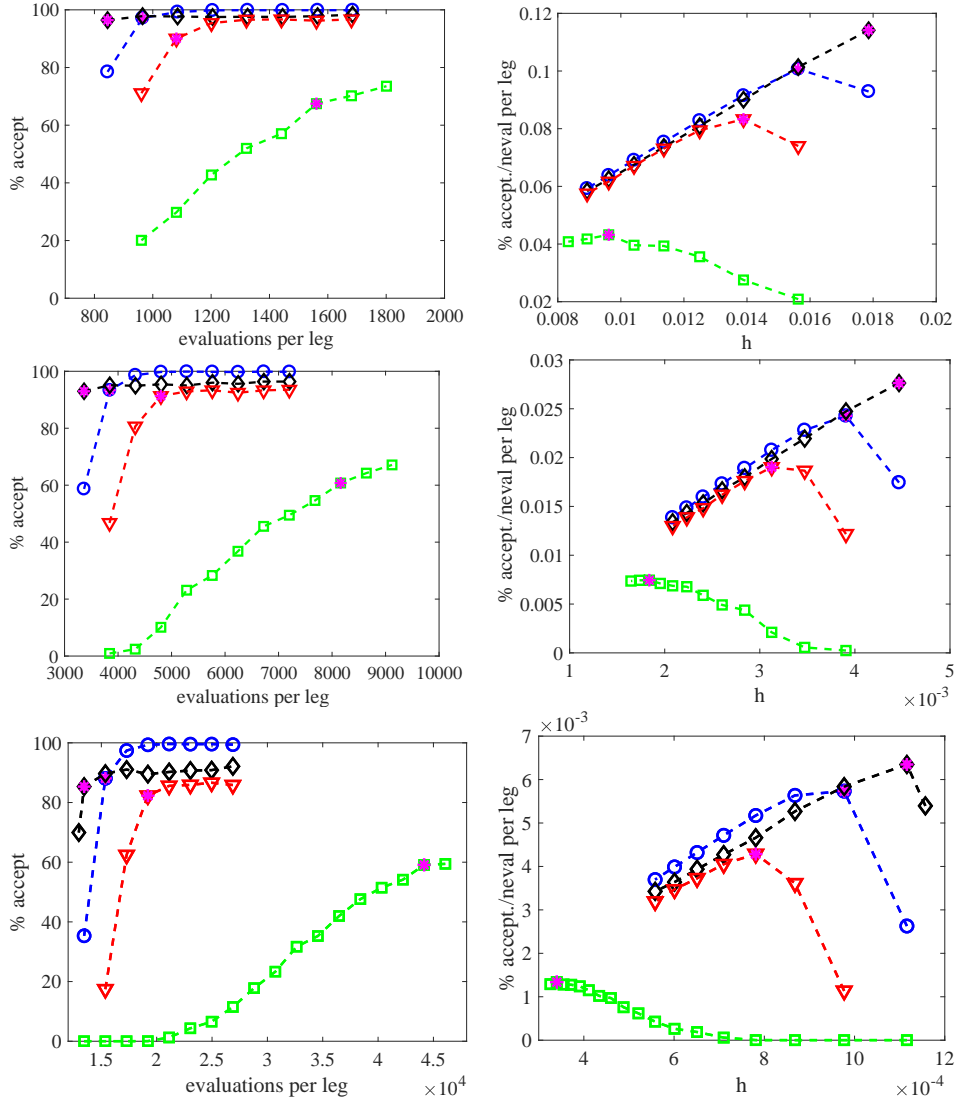 100
80
60
40
20
0
% accept
800 1000 1200 1400 1600 1800 2000
evaluations per leg
0.12
0.1
0.08
0.06
0.04
0.02
% accept./neval per leg
0.008 0.01 0.012 0.014 0.016 0.018 0.02
h
100
80
60
40
20
0
% accept
3000 4000 5000 6000 7000 8000 9000 10000
evaluations per leg
0.03
0.025
0.02
0.015
0.01
0.005
0
% accept./neval per leg
1 2 3 4 5
h
×10⁻³
100
80
60
40
20
0
% accept
1.5 2 2.5 3 3.5 4 4.5
evaluations per leg
×10⁴
×10⁻³
7
6
5
4
3
2
1
0
% accept./neval per leg
4 6 8 10 12
h
×10⁻⁴